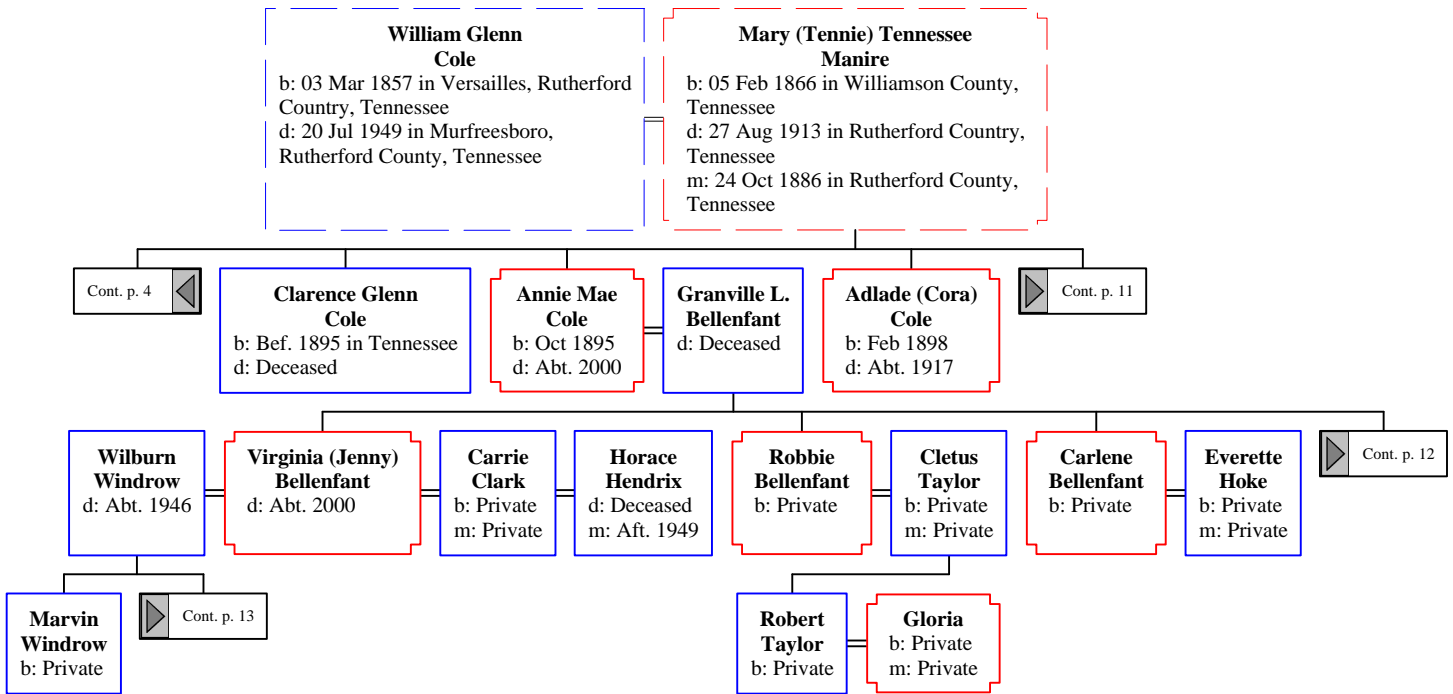 William Glenn
Cole
b: 03 Mar 1857 in Versailles, Rutherford
Country, Tennessee
d: 20 Jul 1949 in Murfreesboro,
Rutherford County, Tennessee
Mary (Tennie) Tennessee
Manire
b: 05 Feb 1866 in Williamson County,
Tennessee
d: 27 Aug 1913 in Rutherford Country,
Tennessee
m: 24 Oct 1886 in Rutherford County,
Tennessee
Cont. p. 4
Clarence Glenn
Cole
b: Bef. 1895 in Tennessee
d: Deceased
Annie Mae
Cole
b: Oct 1895
d: Abt. 2000
Granville L.
Bellenfant
d: Deceased
Adlade (Cora)
Cole
b: Feb 1898
d: Abt. 1917
Cont. p. 11
Wilburn
Windrow
d: Abt. 1946
Virginia (Jenny)
Bellenfant
d: Abt. 2000
Carrie
Clark
b: Private
m: Private
Horace
Hendrix
d: Deceased
m: Aft. 1949
Robbie
Bellenfant
b: Private
Cletus
Taylor
b: Private
m: Private
Carlene
Bellenfant
b: Private
Everette
Hoke
b: Private
m: Private
Cont. p. 12
Marvin
Windrow
b: Private
Cont. p. 13
Robert
Taylor
b: Private
Gloria
b: Private
m: Private